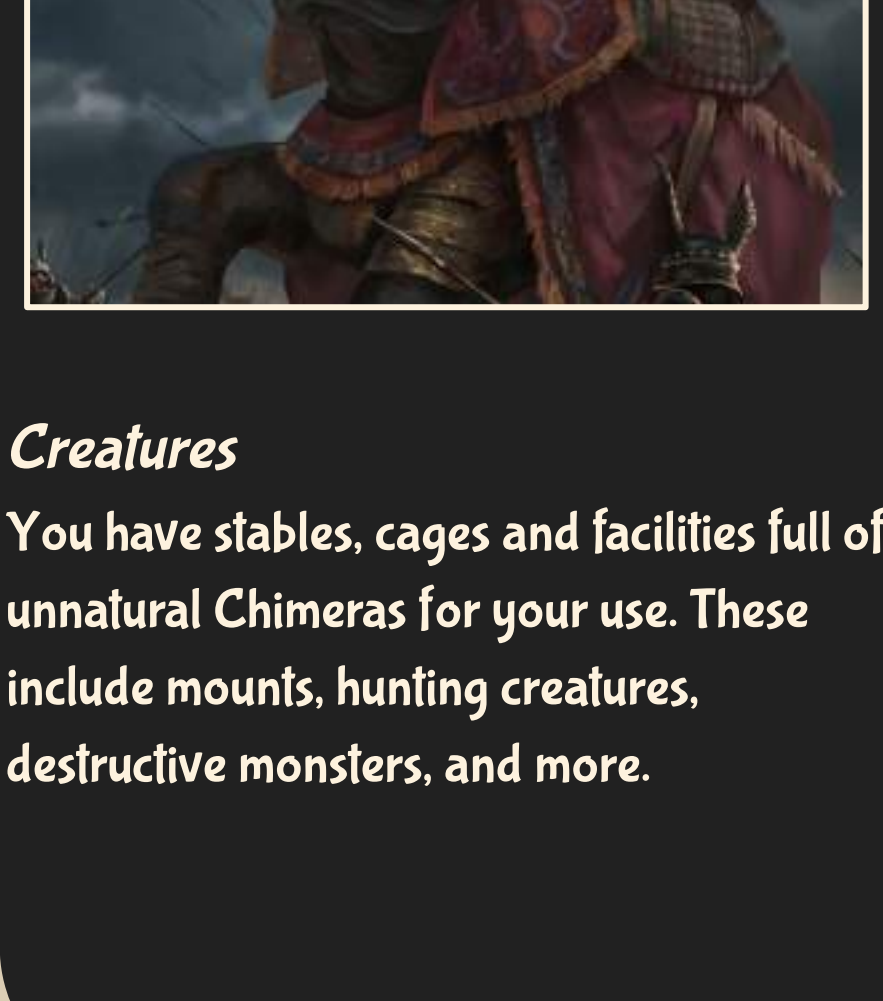 Creatures
You have stables, cages and facilities full of
unnatural Chimeras for your use. These
include mounts, hunting creatures,
destructive monsters, and more.